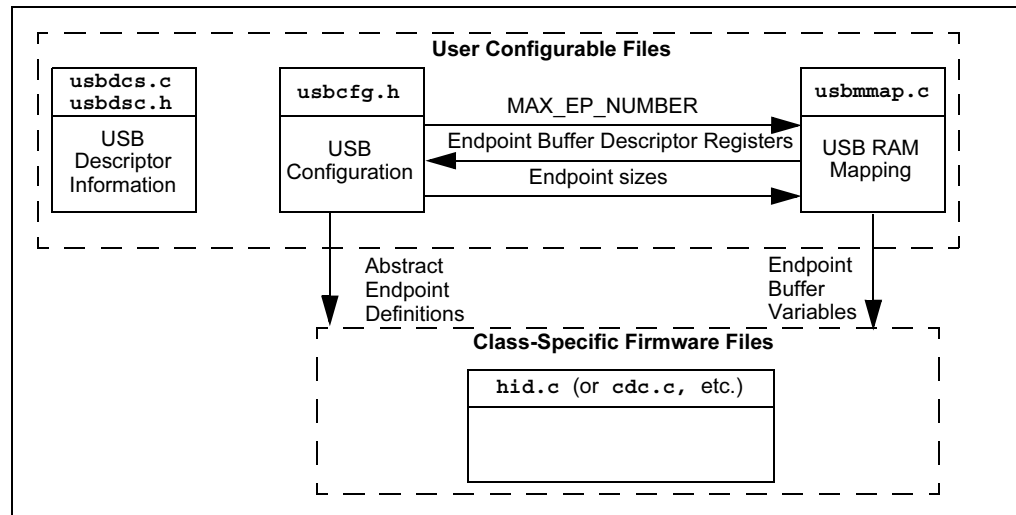 User Configurable Files
usbdcs.c
usbdsc.h
USB
Descriptor
Information
usbcfg.h
USB
Configuration
MAX_EP_NUMBER
Endpoint Buffer Descriptor Registers
Endpoint sizes
usbmmap.c
USB RAM
Mapping
Abstract
Endpoint
Definitions
Endpoint
Buffer
Variables
Class-Specific Firmware Files
hid.c (or cdc.c, etc.)